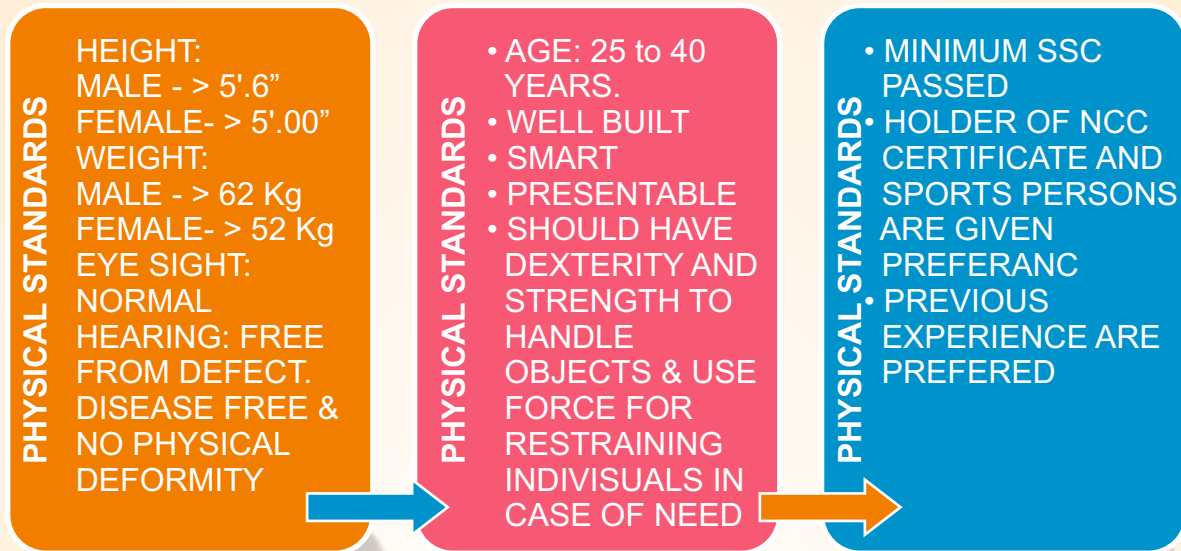 PHYSICAL STANDARDS
HEIGHT:
MALE - > 5'.6”
FEMALE- > 5'.00”
WEIGHT:
MALE - > 62 Kg
FEMALE- > 52 Kg
EYE SIGHT:
NORMAL
HEARING: FREE
FROM DEFECT.
DISEASE FREE &
NO PHYSICAL
DEFORMITY
PHYSICAL STANDARDS
• AGE: 25 to 40
YEARS.
• WELL BUILT
• SMART
• PRESENTABLE
• SHOULD HAVE
DEXTERITY AND
STRENGTH TO
HANDLE
OBJECTS & USE
FORCE FOR
RESTRAINING
INDIVISUALS IN
CASE OF NEED
PHYSICAL STANDARDS
• MINIMUM SSC
PASSED
• HOLDER OF NCC
CERTIFICATE AND
SPORTS PERSONS
ARE GIVEN
PREFERANC
• PREVIOUS
EXPERIENCE ARE
PREFERED